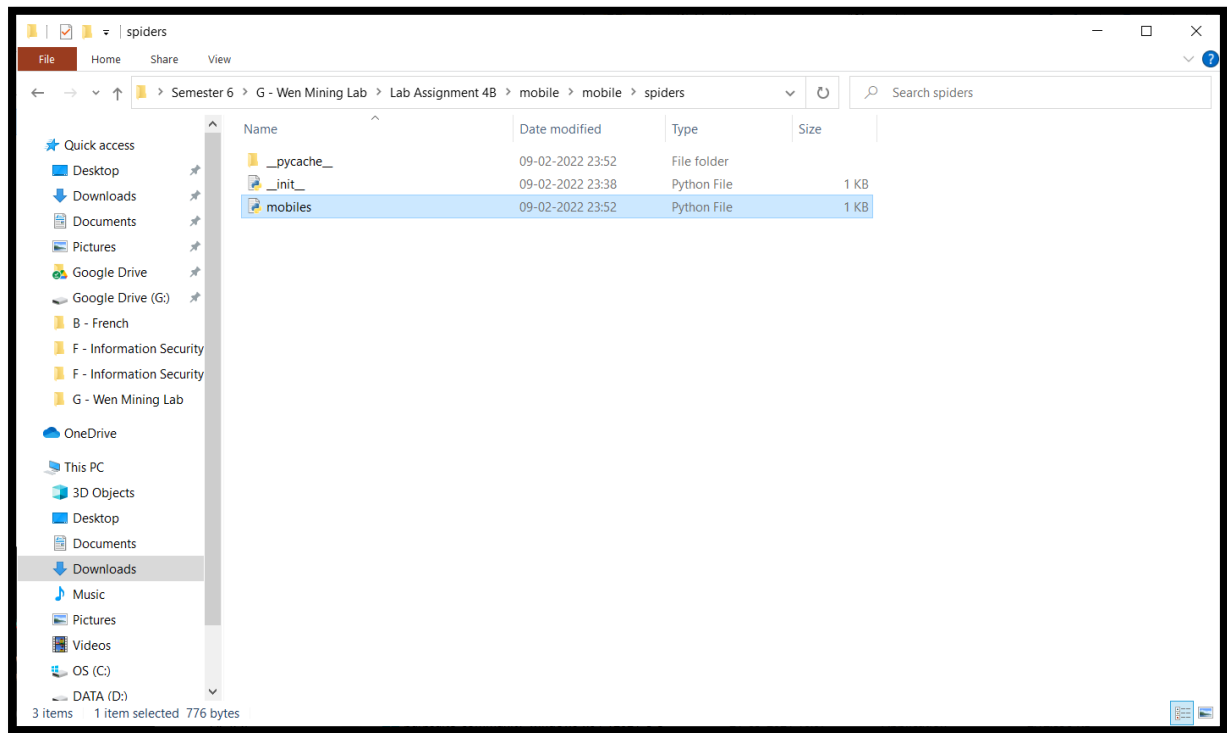 spiders
File Home Share View
Semester 6 > G - Wen Mining Lab > Lab Assignment 4B > mobile > mobile > spiders
Search spiders
Name Date modified Type Size
Quick access
Desktop
Downloads
Documents
Pictures
Google Drive
Google Drive (G:)
B - French
F - Information Security
F - Information Security
G - Wen Mining Lab
OneDrive
This PC
3D Objects
Desktop
Documents
Downloads
Music
Pictures
Videos
OS (C:)
DATA (D:)
__pycache__ 09-02-2022 23:52 File folder
__init__ 09-02-2022 23:38 Python File 1 KB
mobiles 09-02-2022 23:52 Python File 1 KB
3 items 1 item selected 776 bytes